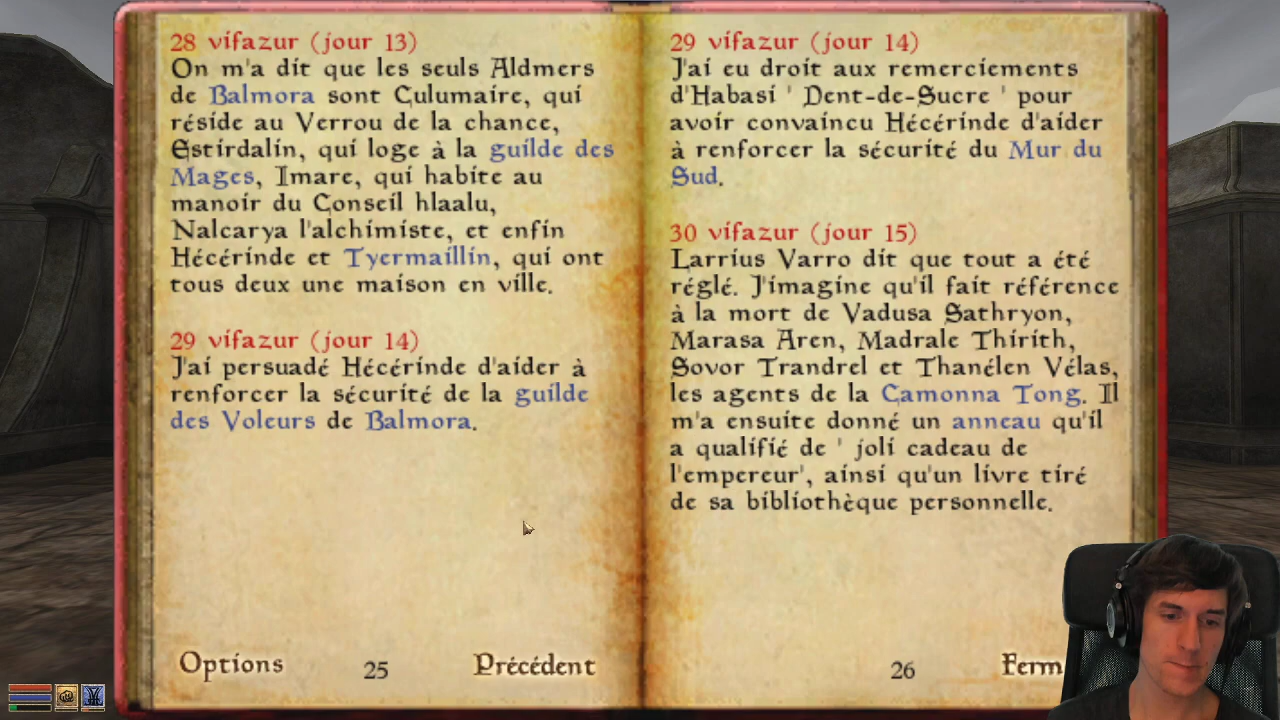 28 vifazur (jour 13)
On m'a dit que les seuls Aldmers
de Balmora sont Culumaire, qui
réside au Verrou de la chance,
Estirdalin, qui loge à la guilde des
Mages, Imare, qui habite au
manoir du Conseil hlaalu,
Nalcarya l'alchimiste, et enfin
Hécérinde et Tyermaillin, qui ont
tous deux une maison en ville.
29 vifazur (jour 14)
J'ai persuadé Hécérinde d'aider à
renforcer la sécurité de la guilde
des Voleurs de Balmora.
Options
25
Précédent
29 vifazur (jour 14)
J'ai eu droit aux remerciements
d'Habasi ' Dent-de-Sucre ' pour
avoir convaincu Hécérinde d'aider
à renforcer la sécurité du Mur du
Sud.
30 vifazur (jour 15)
Larrius Varro dit que tout a été
réglé. J'imagine qu'il fait référence
à la mort de Vadusa Sathryon,
Marasa Aren, Madrale Thirith,
Sovor Trandrel et Thanélen Vélas,
les agents de la Camonna Tong. Il
m'a ensuite donné un anneau qu'il
a qualifié de ' joli cadeau de
l'empereur', ainsi qu'un livre tiré
de sa bibliothèque personnelle.
26
Ferm